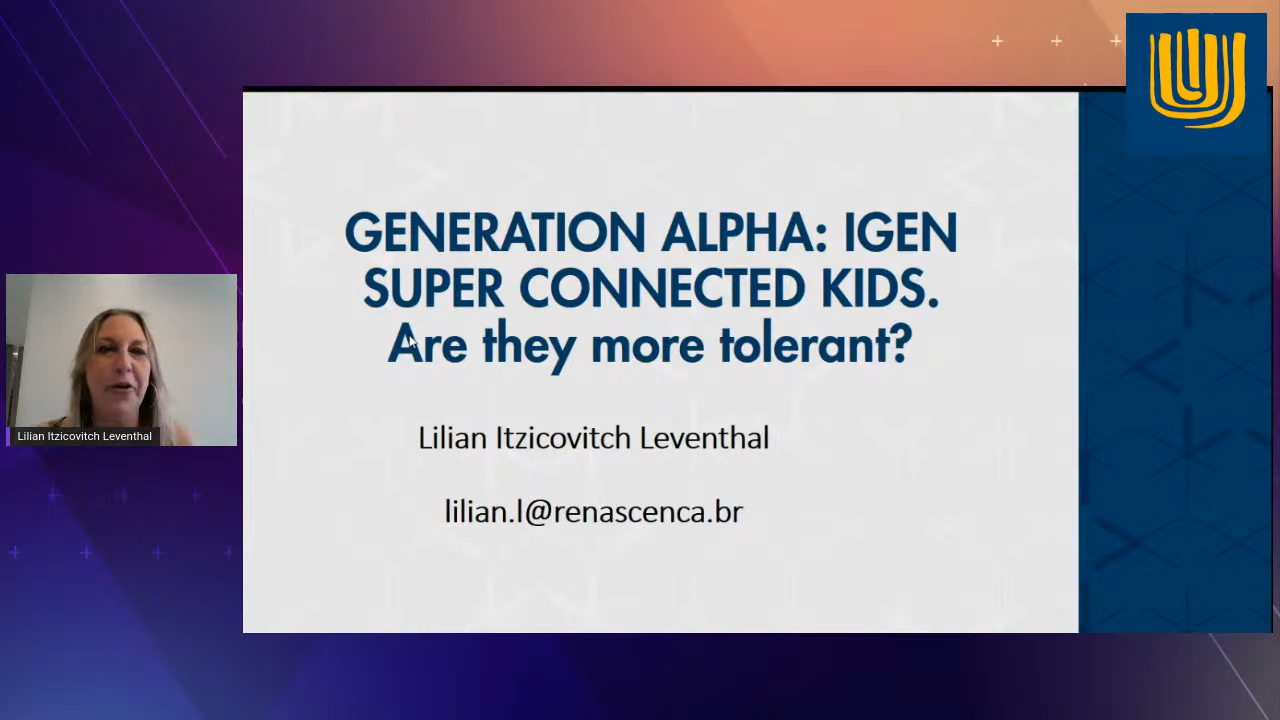 GENERATION ALPHA: IGEN
SUPER CONNECTED KIDS.
Are they more tolerant?
Lilian Itzicovitch Leventhal
lilian.l@renascenca.br
Lilian Itzicovitch Leventhal